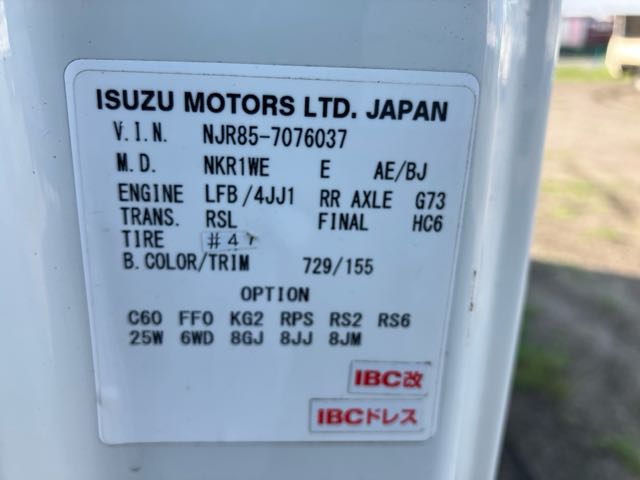 ISUZU MOTORS LTD. JAPAN
V.I.N. NJR85-7076037
M.D. NKR1WE E AE/BJ
ENGINE LFB/4JJ1 RR AXLE G73
TRANS. RSL FINAL HC6
TIRE #4
B.COLOR/TRIM 729/155
OPTION
C60 FF0 KG2 RPS RS2 RS6
25W 6WD 8GJ 8JJ 8JM
IBC改
IBCドレス